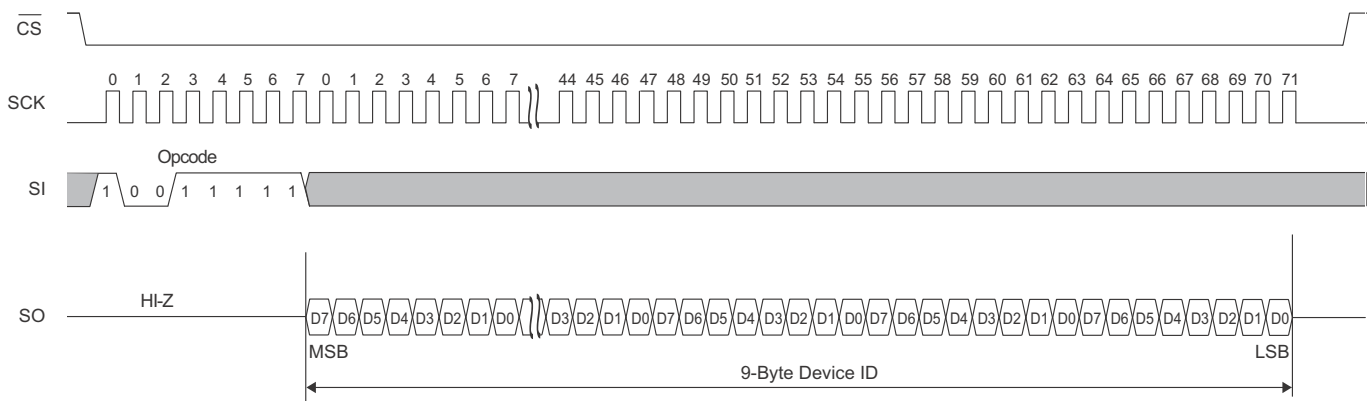 CS
SCK
0 1 2 3 4 5 6 7 0 1 2 3 4 5 6 7 44 45 46 47 48 49 50 51 52 53 54 55 56 57 58 59 60 61 62 63 64 65 66 67 68 69 70 71
Opcode
SI
1 0 0 1 1 1 1 1
HI-Z
SO
D7 D6 D5 D4 D3 D2 D1 D0 D3 D2 D1 D0 D7 D6 D5 D4 D3 D2 D1 D0 D7 D6 D5 D4 D3 D2 D1 D0 D7 D6 D5 D4 D3 D2 D1 D0
MSB
LSB
9-Byte Device ID